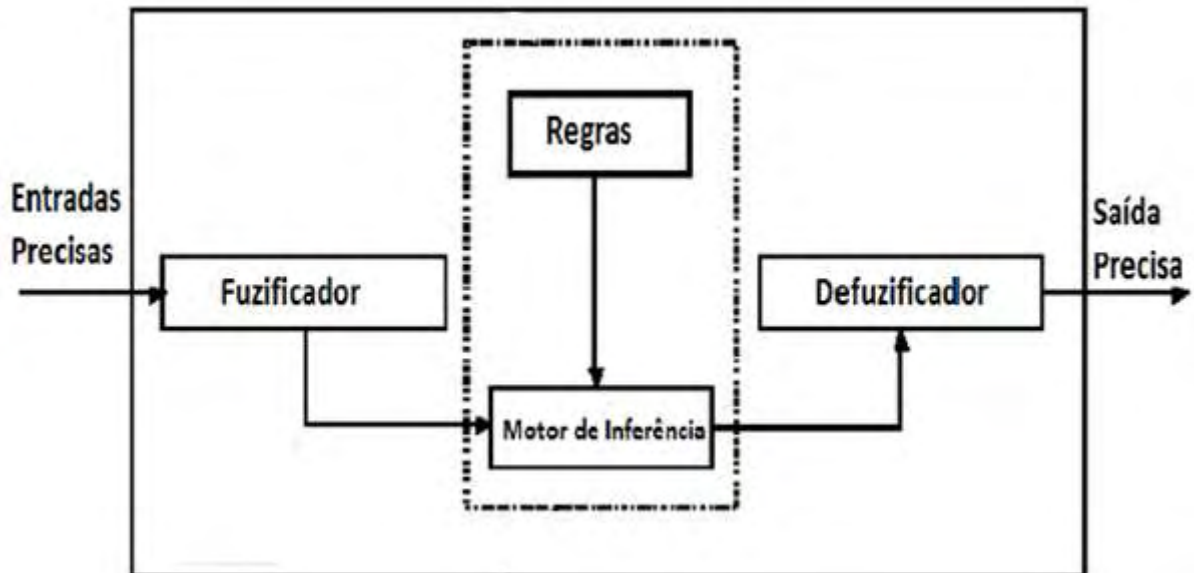 Regras
Entradas
Precisas
Fuzificador
Motor de Inferência
Defuzificador
Saída
Precisa